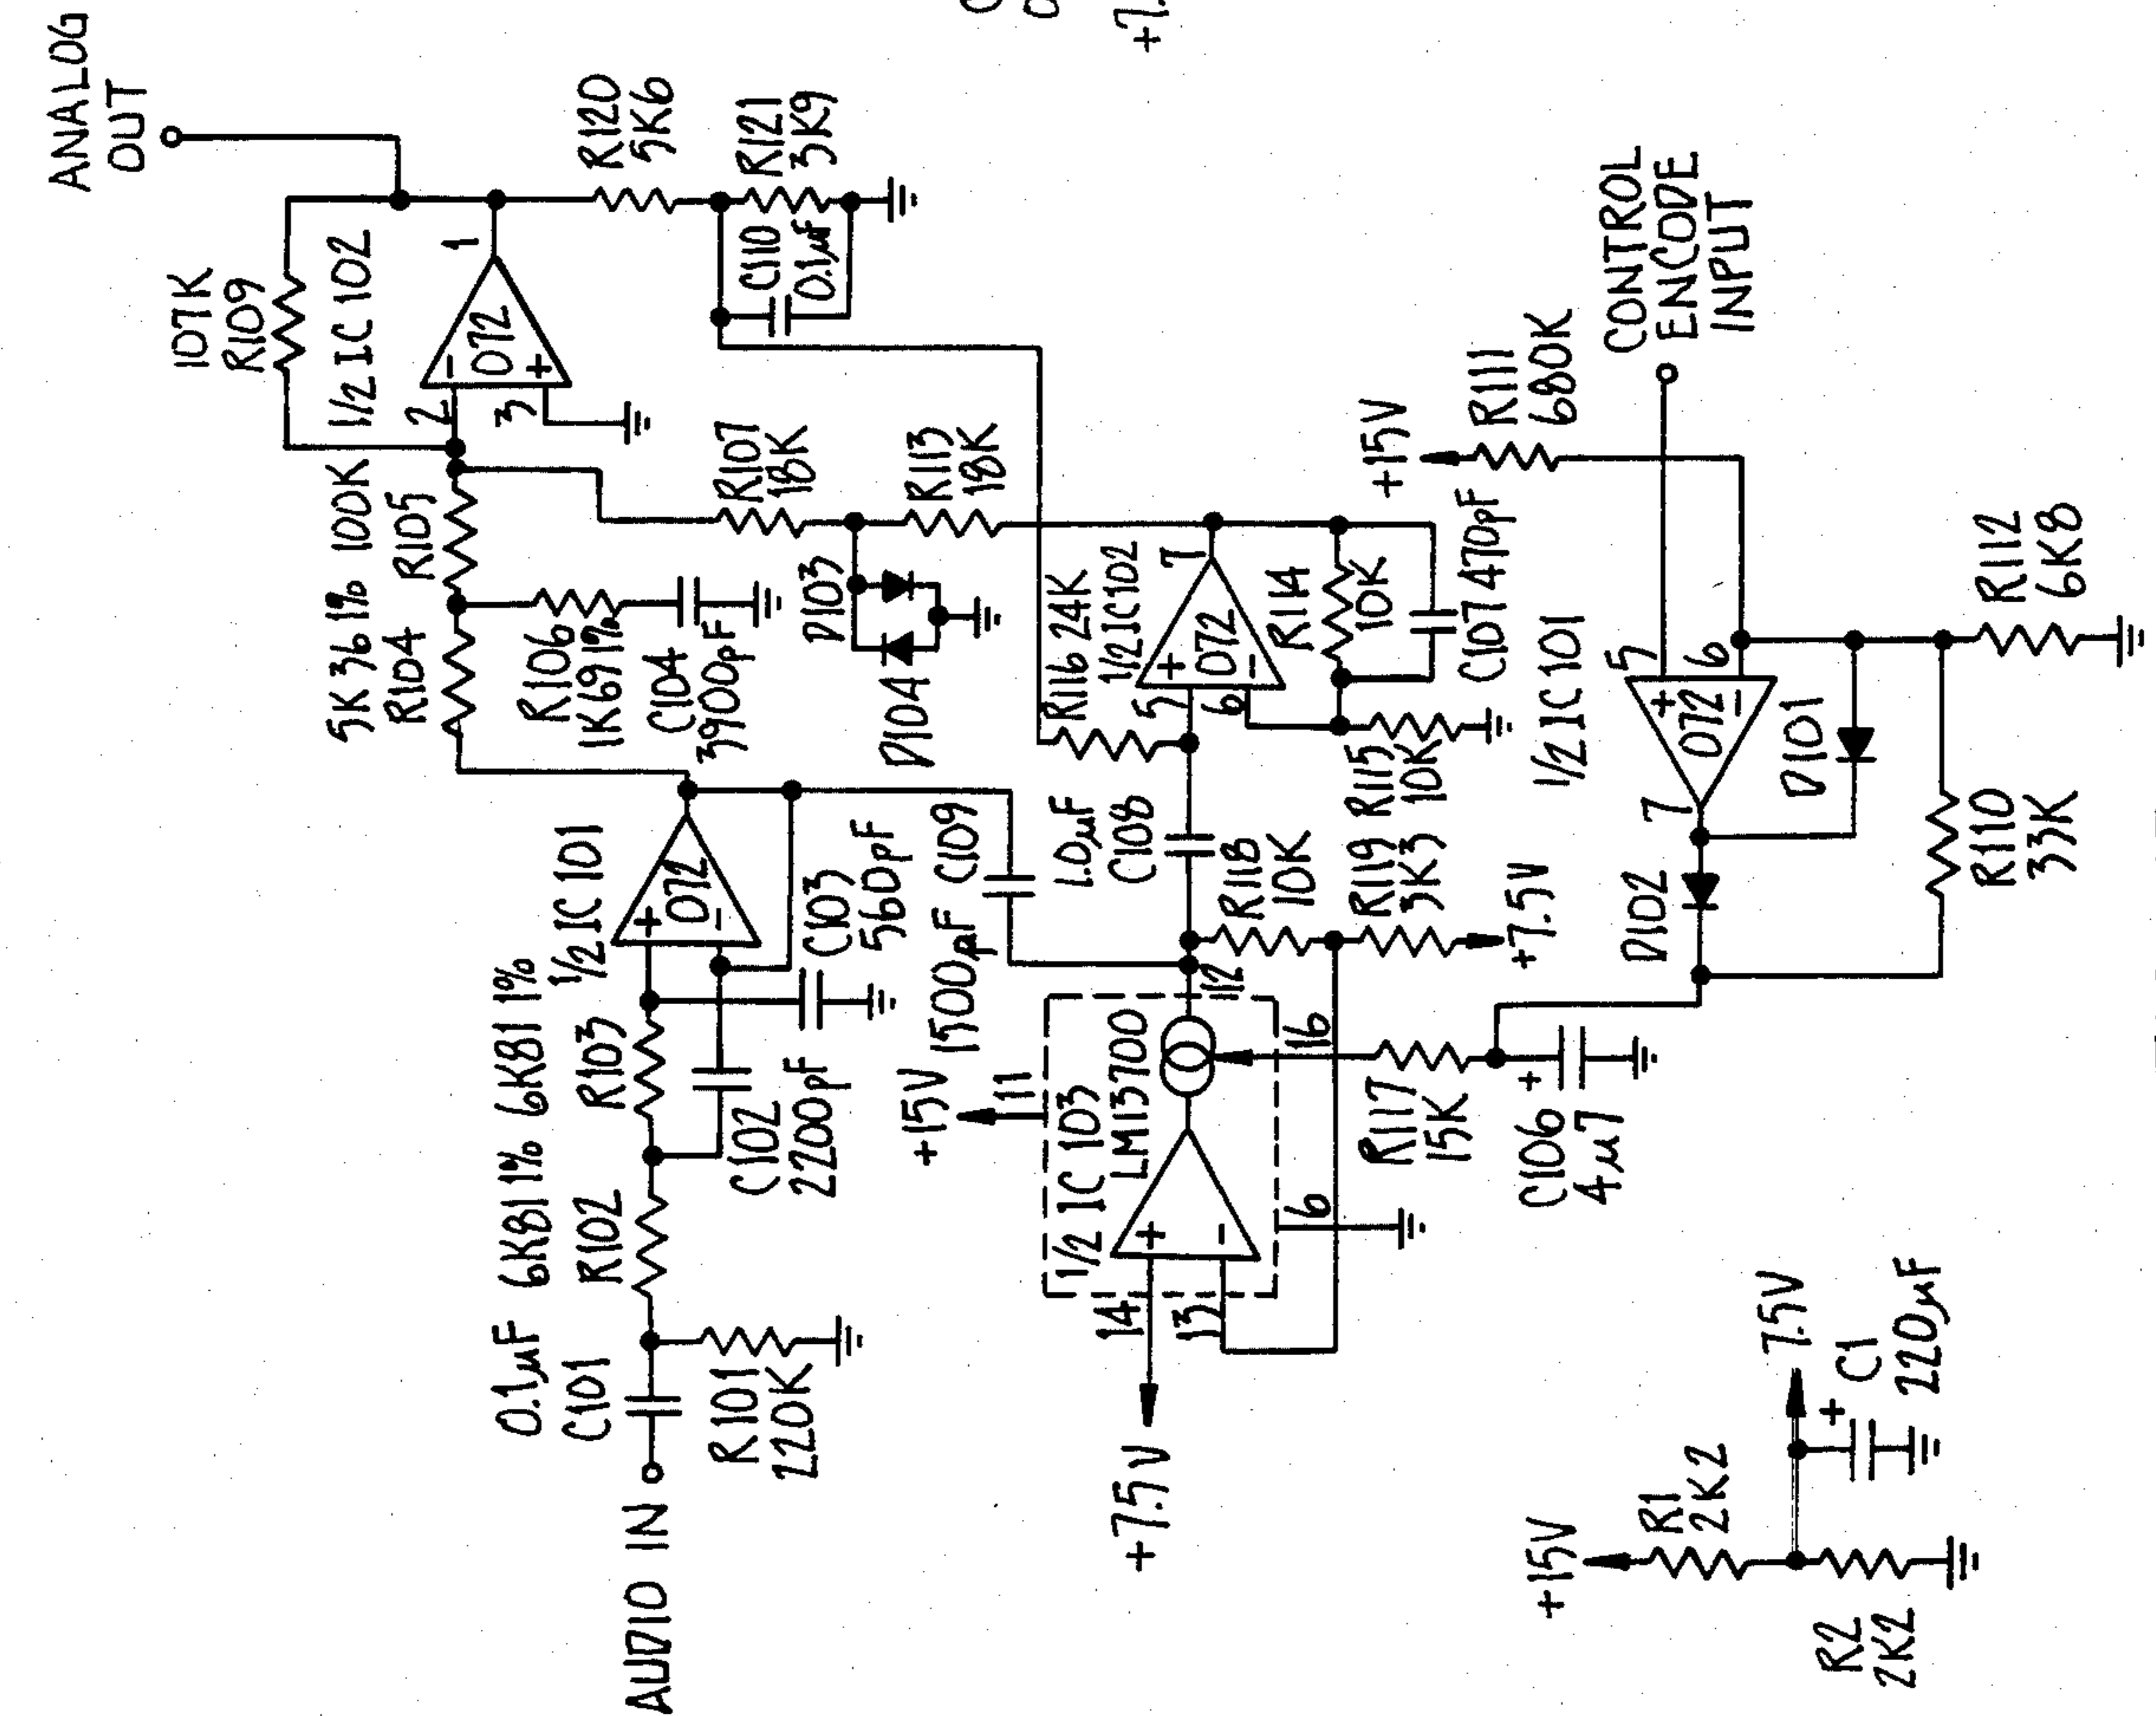 ANALOG
OUT
107K
R109
1/2 IC 102
072
-
+
1
2
3
R120
5K6
R121
3K9
C110
0.1µF
5K36 1%
R104
100K
R105
R106
1K69 1%
C104
3900pF
R107
18K
R113
18K
D103
D104
0.1µF
C101
AUDIO IN
R101
220K
6K81 1%
R102
6K81 1%
R103
C102
2200pF
1/2 IC 101
072
+
-
C103
560pF
1500pF C109
1.0µF
C108
R116 24K
1/2 IC102
072
+
-
5
6
7
R114
10K
C107 470pF
R115
10K
+15V
11
1/2 IC 103
LM13700
+
-
14
13
+7.5V
12
16
6
R118
10K
R119
3K3
+7.5V
R117
15K
C106
+
4µ7
+15V
R111
680K
CONTROL
ENCODE
INPUT
1/2 IC 101
072
+
-
5
6
7
D101
D102
R110
33K
R112
6K8
+15V
R1
2K2
R2
2K2
7.5V
+
C1
220µF
+7.